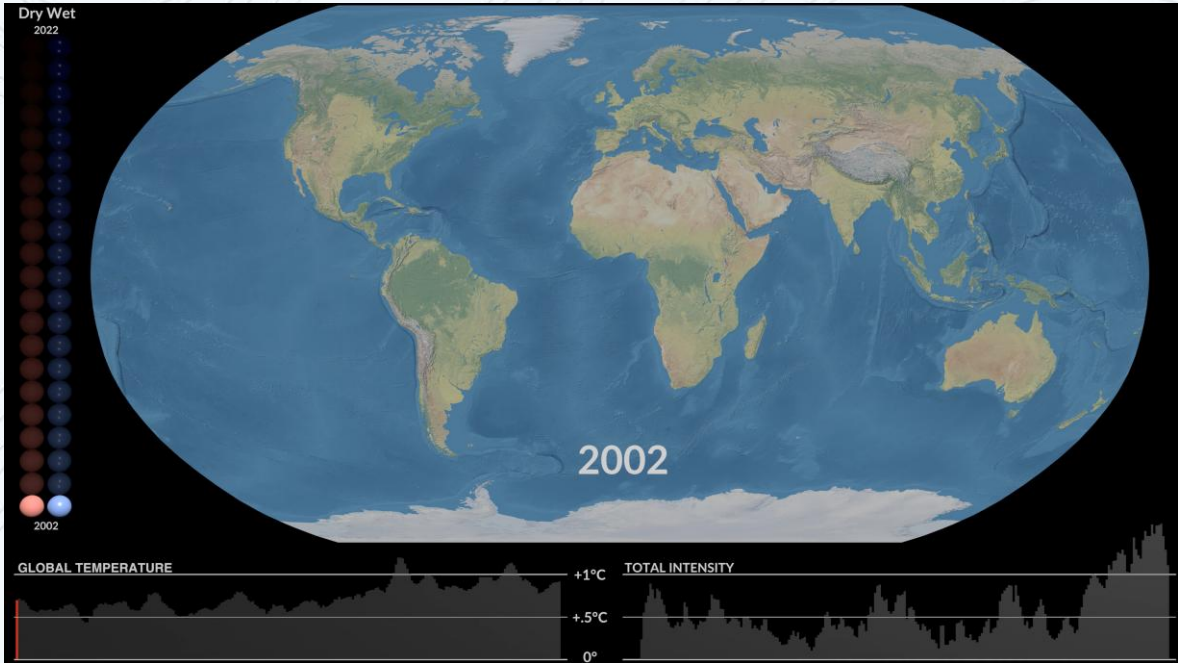 Dry Wet
2022
2002
2002
GLOBAL TEMPERATURE
+1°C
+.5°C
0°
TOTAL INTENSITY